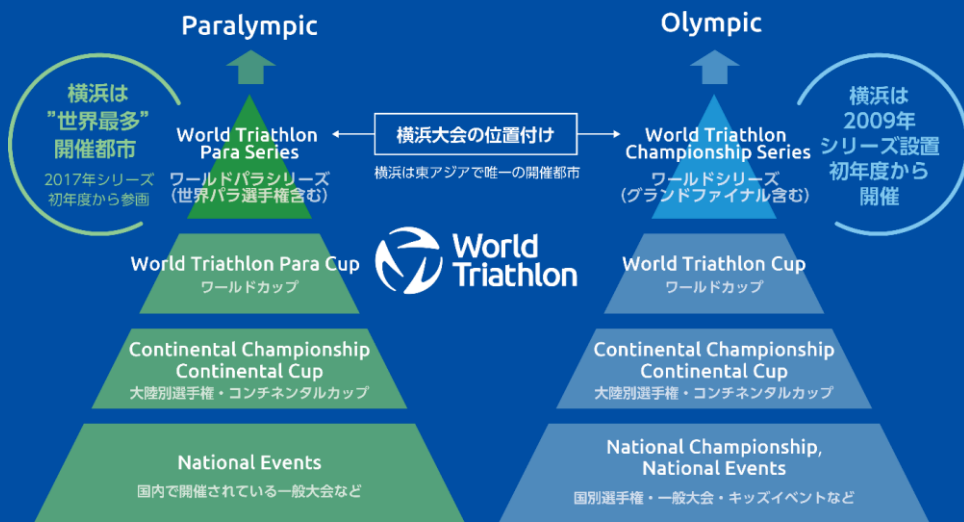 Paralympic
Olympic
横浜は
”世界最多”
開催都市
2017年シリーズ
初年度から参画
World Triathlon
Para Series
ワールドパラシリーズ
(世界パラ選手権含む)
横浜大会の位置付け
横浜は東アジアで唯一の開催都市
World Triathlon
Championship Series
ワールドシリーズ
(グランドファイナル含む)
横浜は
2009年
シリーズ設置
初年度から
開催
World Triathlon Para Cup
ワールドカップ
World
Triathlon
World Triathlon Cup
ワールドカップ
Continental Championship
Continental Cup
大陸別選手権・コンチネンタルカップ
Continental Championship
Continental Cup
大陸別選手権・コンチネンタルカップ
National Events
国内で開催されている一般大会など
National Championship,
National Events
国別選手権・一般大会・キッズイベントなど